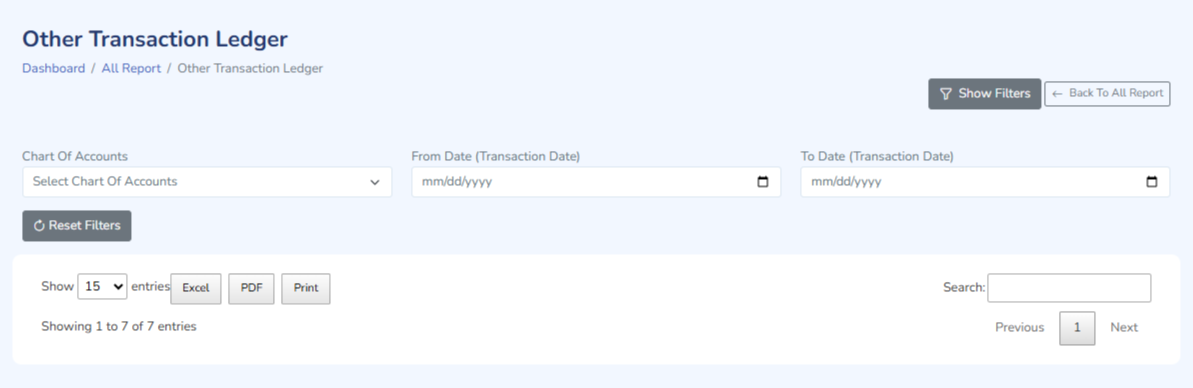 Other Transaction Ledger
Dashboard / All Report / Other Transaction Ledger
Show Filters
← Back To All Report
Chart Of Accounts
From Date (Transaction Date)
To Date (Transaction Date)
Select Chart Of Accounts
mm/dd/yyyy
mm/dd/yyyy
Reset Filters
Show 15 entries Excel PDF Print
Search:
Showing 1 to 7 of 7 entries
Previous 1 Next